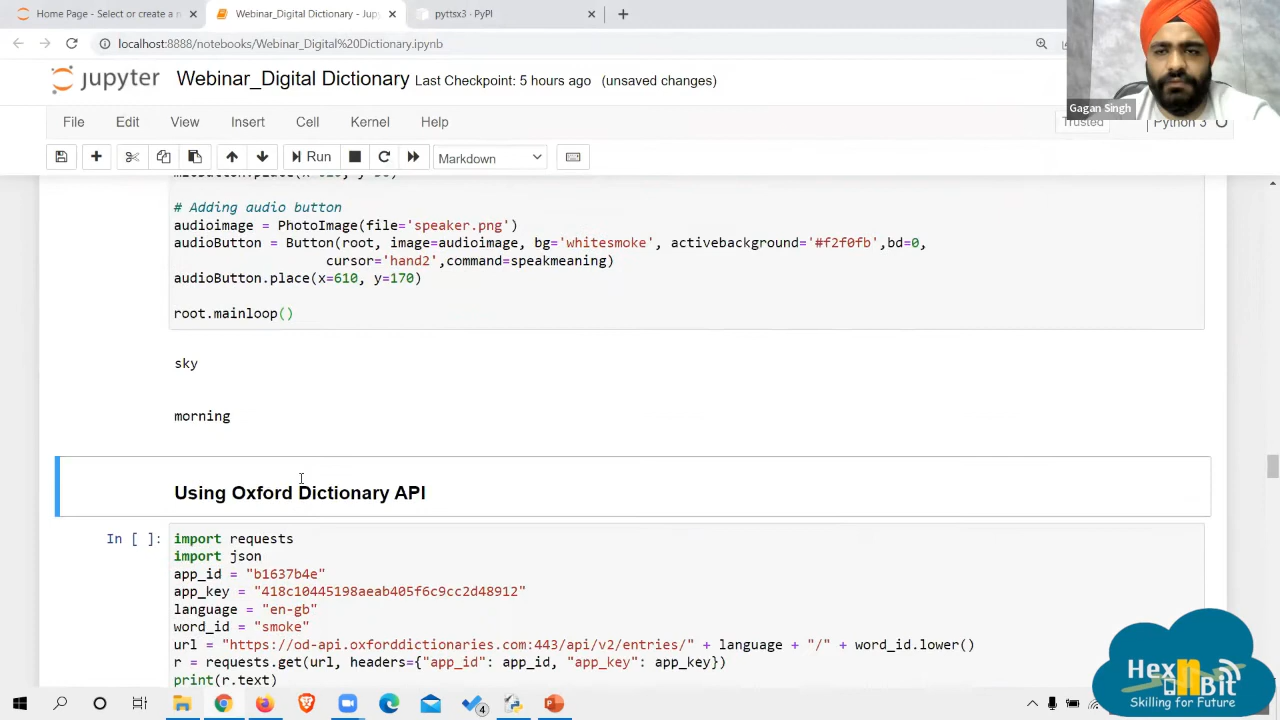 Home Page - Select or create a n
Webinar_Digital Dictionary - Jup
pyttsx3 · PyPI
localhost:8888/notebooks/Webinar_Digital%20Dictionary.ipynb
jupyter
Webinar_Digital Dictionary
Last Checkpoint: 5 hours ago
(unsaved changes)
Gagan Singh
File
Edit
View
Insert
Cell
Kernel
Help
Trusted
Python 3
Run
Markdown
# Adding audio button
audioimage = PhotoImage(file='speaker.png')
audioButton = Button(root, image=audioimage, bg='whitesmoke', activebackground='#f2f0fb',bd=0,
cursor='hand2',command=speakmeaning)
audioButton.place(x=610, y=170)
root.mainloop()
sky
morning
Using Oxford Dictionary API
In [ ]:
import requests
import json
app_id = "b1637b4e"
app_key = "418c10445198aeab405f6c9cc2d48912"
language = "en-gb"
word_id = "smoke"
url = "https://od-api.oxforddictionaries.com:443/api/v2/entries/" + language + "/" + word_id.lower()
r = requests.get(url, headers={"app_id": app_id, "app_key": app_key})
print(r.text)
Hex n Bit
Skilling for Future
4